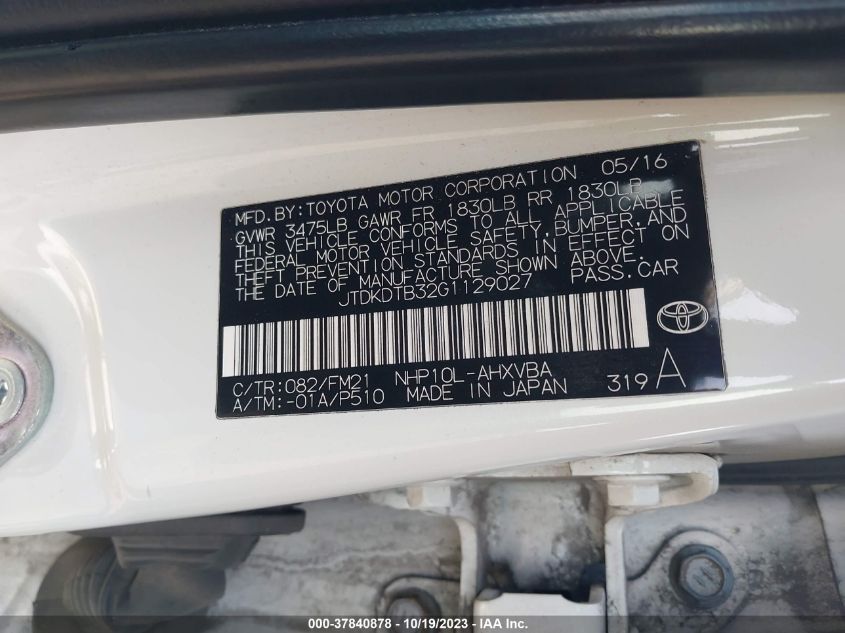 MFD.BY:TOYOTA MOTOR CORPORATION 05/16
GVWR 3475LB GAWR FR 1830LB RR 1830LB
THIS VEHICLE CONFORMS TO ALL APPLICABLE
FEDERAL MOTOR VEHICLE SAFETY,BUMPER,AND
THEFT PREVENTION STANDARDS IN EFFECT ON
THE DATE OF MANUFACTURE SHOWN ABOVE.
JTDKDTB32G1129027 PASS.CAR
C/TR:082/FM21 NHP10L-AHXVBA
A/TM:-01A/P510 MADE IN JAPAN 319 A
000-37840878 - 10/19/2023 - © IAA Inc.